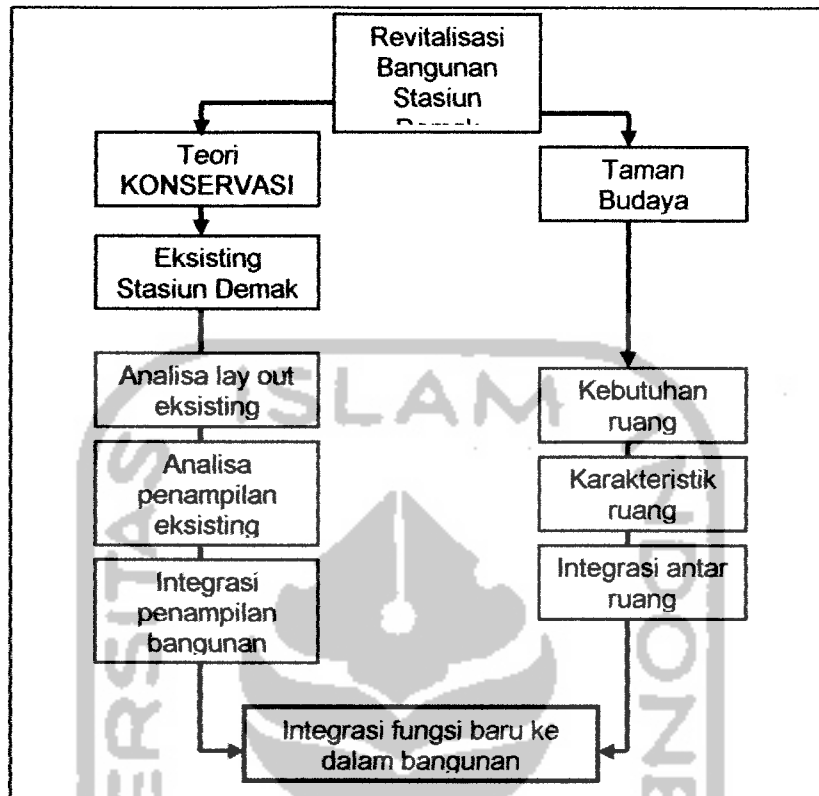 Revitalisasi
Bangunan
Stasiun
Teori
KONSERVASI
Taman
Budaya
Eksisting
Stasiun Demak
Analisa lay out
eksisting
Kebutuhan
ruang
Analisa
penampilan
eksisting
Karakteristik
ruang
Integrasi
penampilan
bangunan
Integrasi antar
ruang
Integrasi fungsi baru ke
dalam bangunan
ISLAM